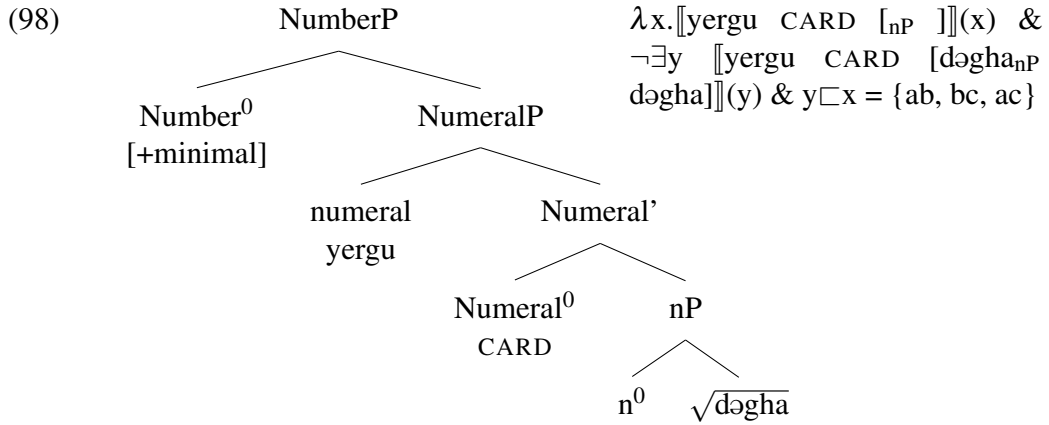 (98) NumberP λx.⟦yergu CARD [nP ]⟧(x) &
¬∃y ⟦yergu CARD [dəghanP
Number0 NumeralP dəgha]⟧(y) & y⊏x = {ab, bc, ac}
[+minimal]
numeral Numeral’
yergu
Numeral0 nP
CARD
n0 √dəgha